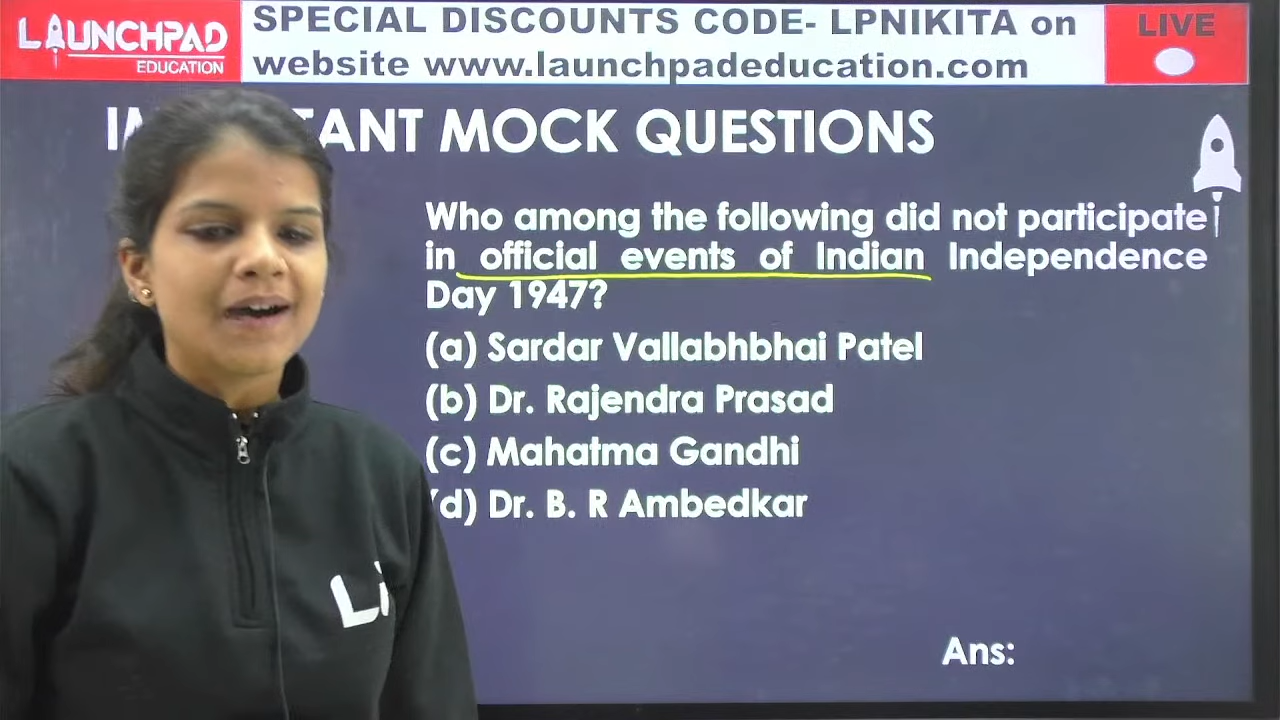 LAUNCHPAD
EDUCATION
SPECIAL DISCOUNTS CODE- LPNIKITA on
website www.launchpadeducation.com
LIVE
MOCK QUESTIONS
Who among the following did not participate
in official events of Indian Independence
Day 1947?
(a) Sardar Vallabhbhai Patel
(b) Dr. Rajendra Prasad
(c) Mahatma Gandhi
(d) Dr. B. R Ambedkar
Ans: